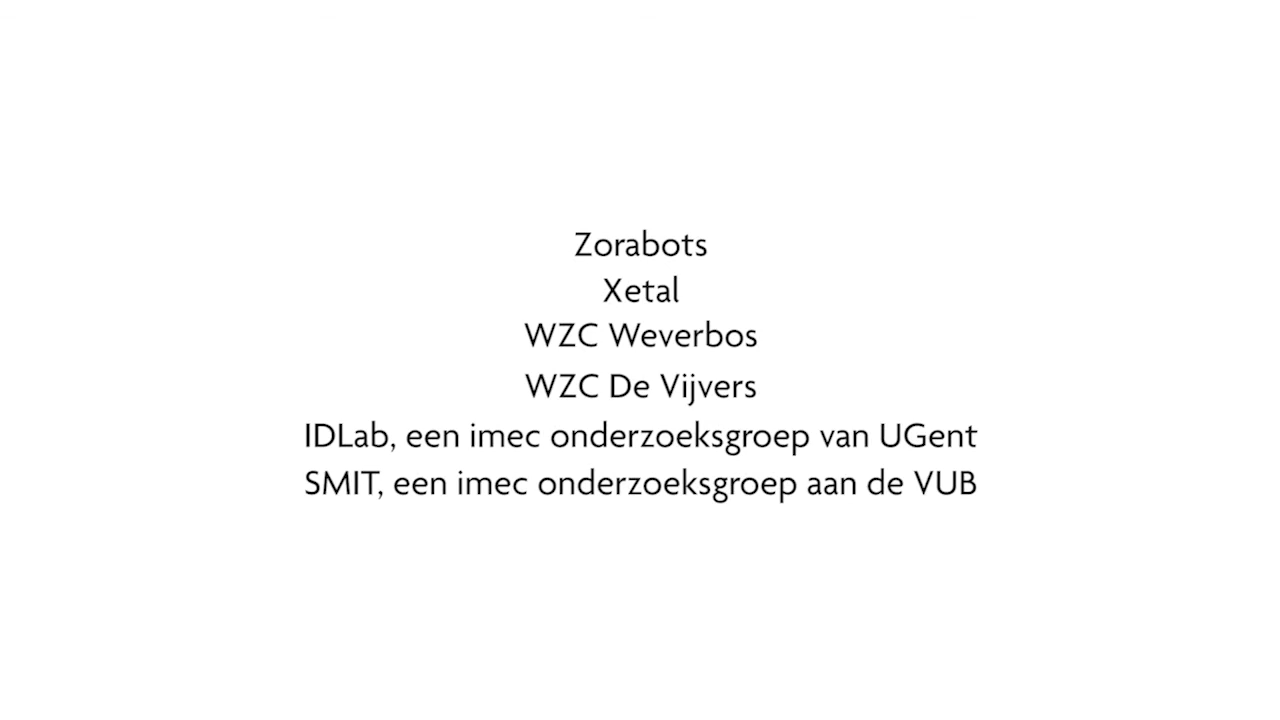 Zorabots
Xetal
WZC Weverbos
WZC De Vijvers
IDLab, een imec onderzoeksgroep van UGent
SMIT, een imec onderzoeksgroep aan de VUB